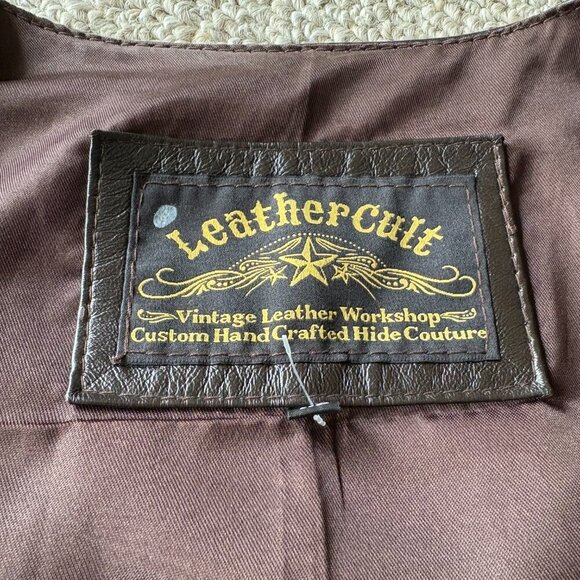 LeatherCult
Vintage Leather Workshop
Custom Hand Crafted Hide Couture